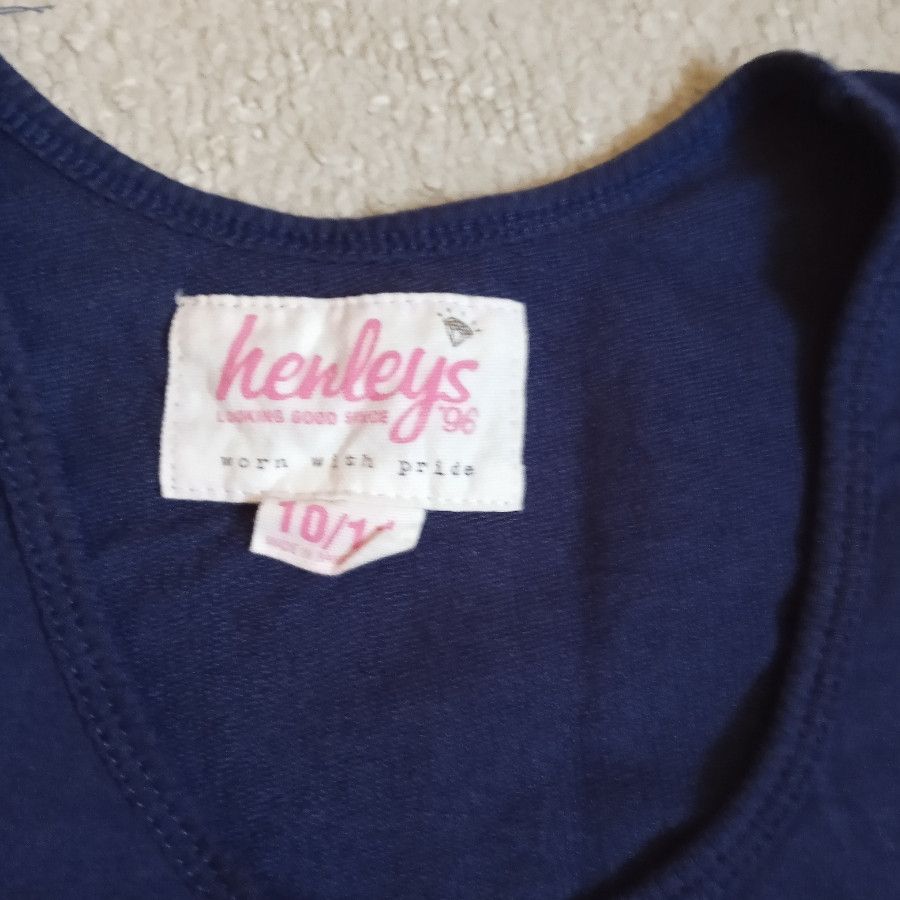 henleys
LOOKING GOOD SINCE
'96
worn with pride
10/1